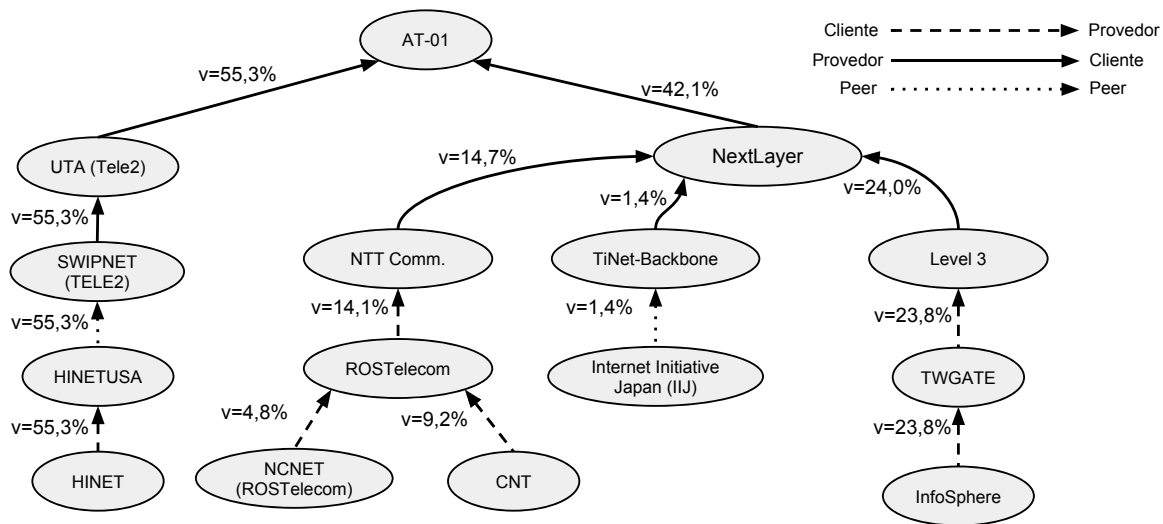 AT-01
Cliente
Provedor
Provedor
Cliente
Peer
Peer
v=55,3%
v=42,1%
UTA (Tele2)
NextLayer
v=14,7%
v=1,4%
v=24,0%
v=55,3%
SWIPNET
(TELE2)
NTT Comm.
TiNet-Backbone
Level 3
v=55,3%
v=14,1%
v=1,4%
v=23,8%
HINETUSA
ROSTelecom
Internet Initiative
Japan (IIJ)
TWGATE
v=55,3%
v=4,8%
v=9,2%
v=23,8%
HINET
NCNET
(ROSTelecom)
CNT
InfoSphere